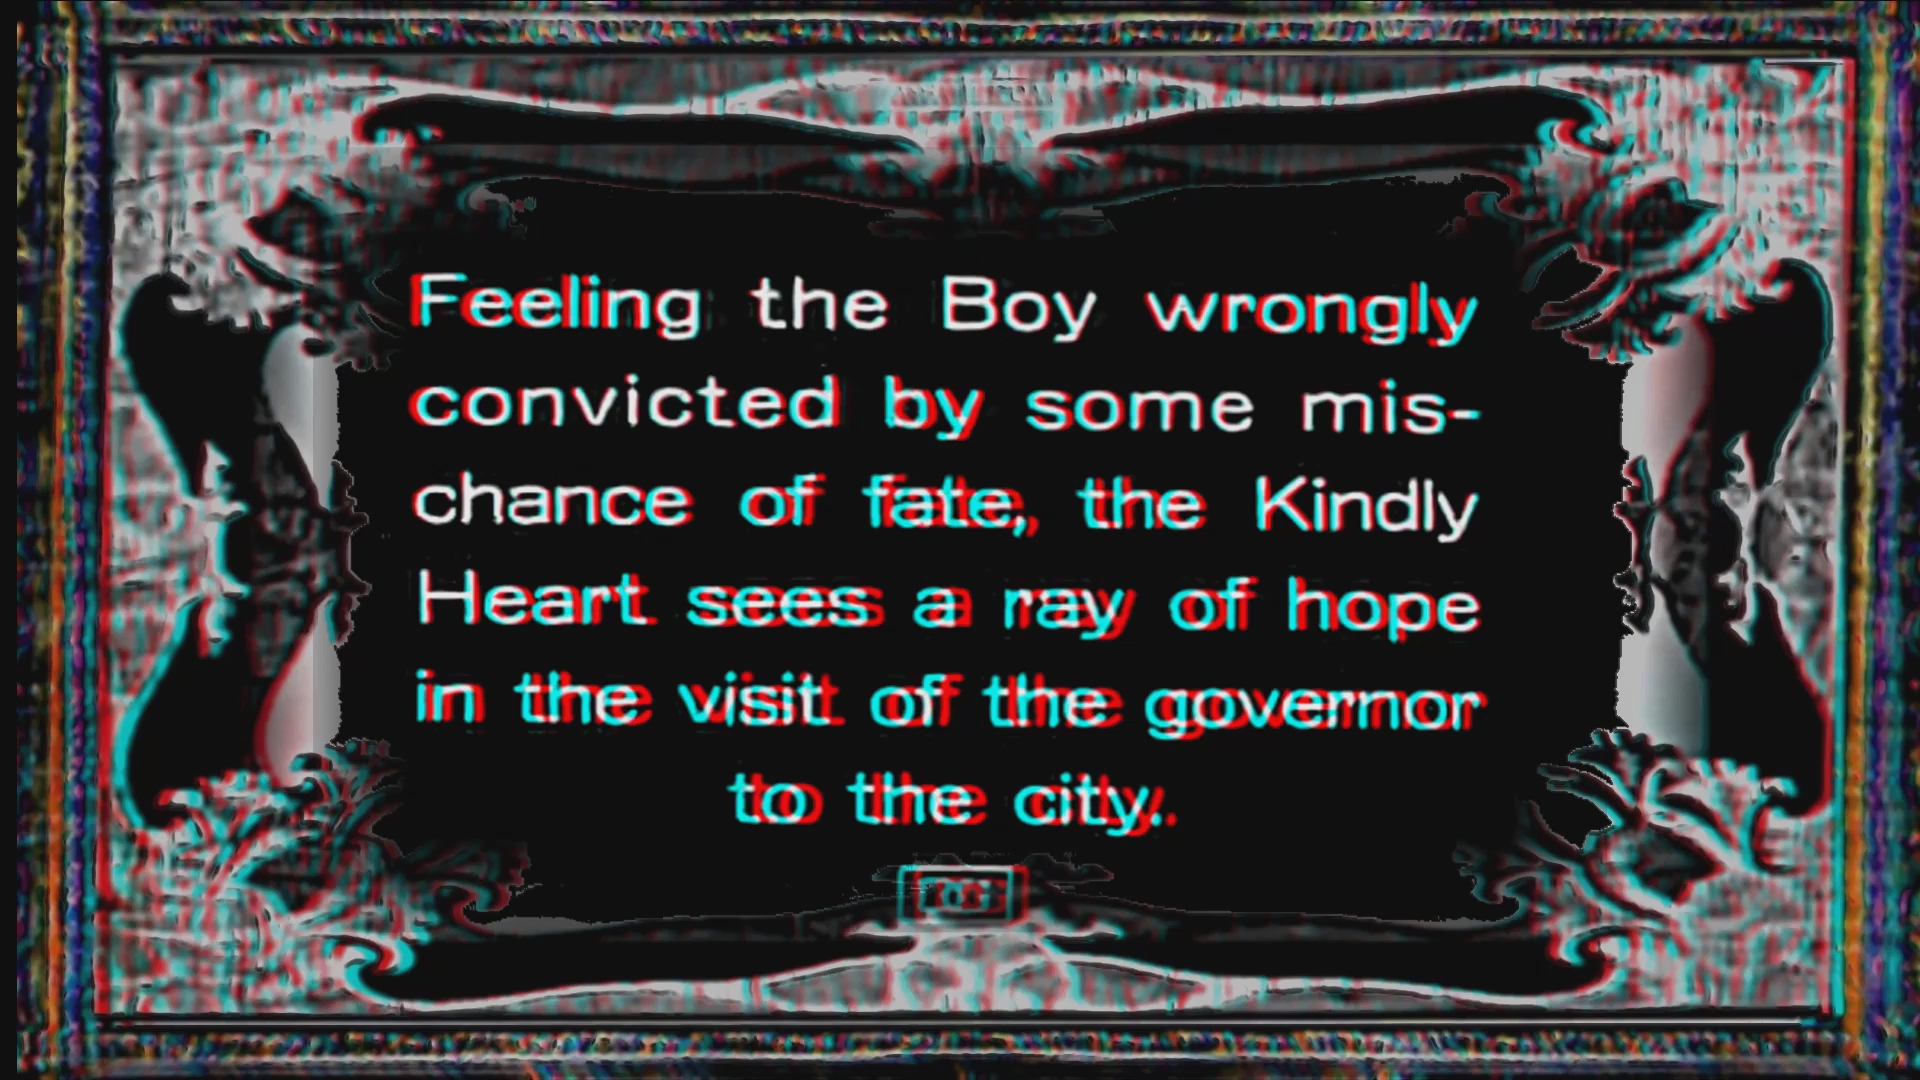 Feeling the Boy wrongly
convicted by some mis-
chance of fate, the Kindly
Heart sees a ray of hope
in the visit of the governor
to the city.